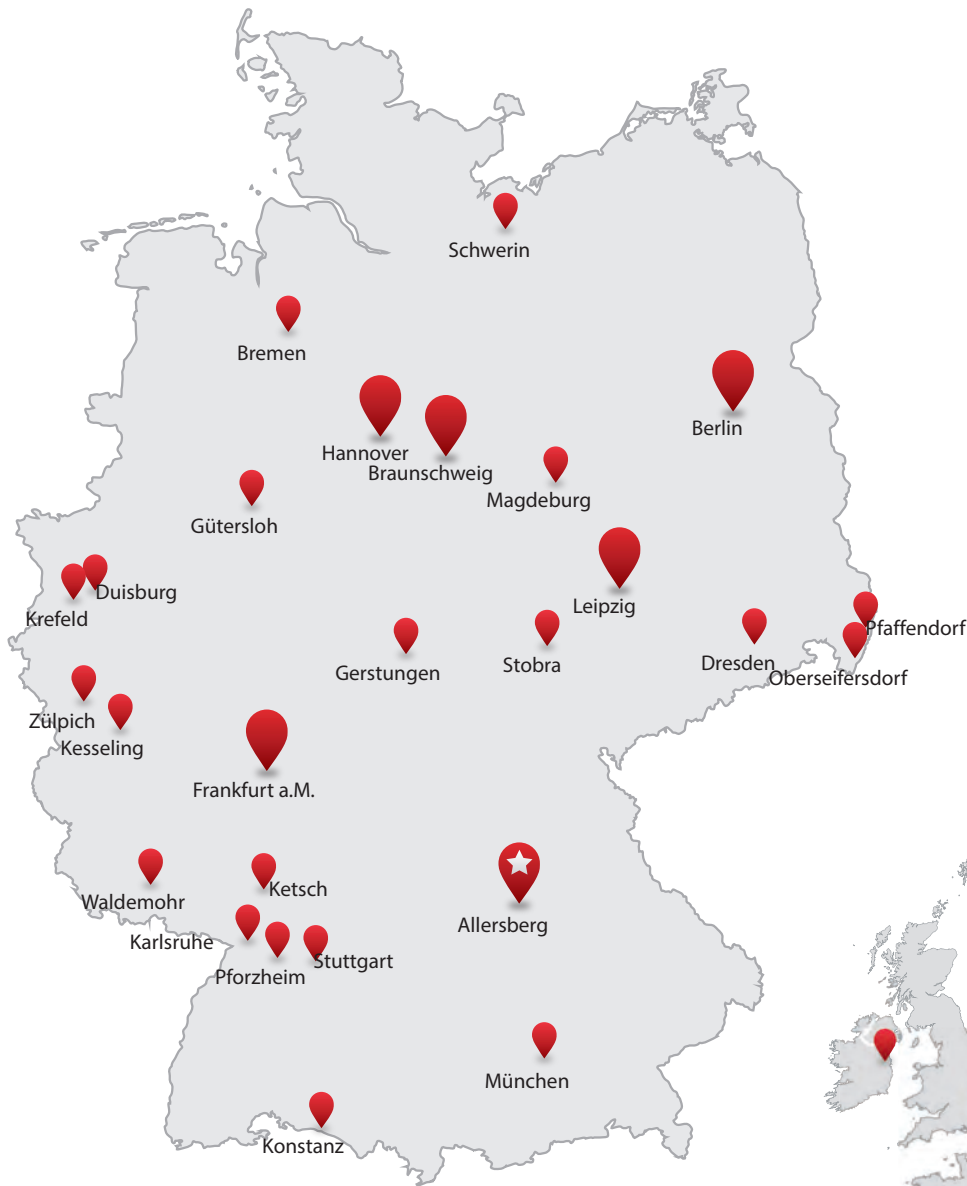 Schwerin
Bremen
Berlin
Hannover
Braunschweig
Magdeburg
Gütersloh
Duisburg
Krefeld
Leipzig
Pfaffendorf
Gerstungen
Stobra
Dresden
Oberseifersdorf
Zülpich
Kesseling
Frankfurt a.M.
Waldemohr
Ketsch
Allersberg
Karlsruhe
Stuttgart
Pforzheim
München
Konstanz